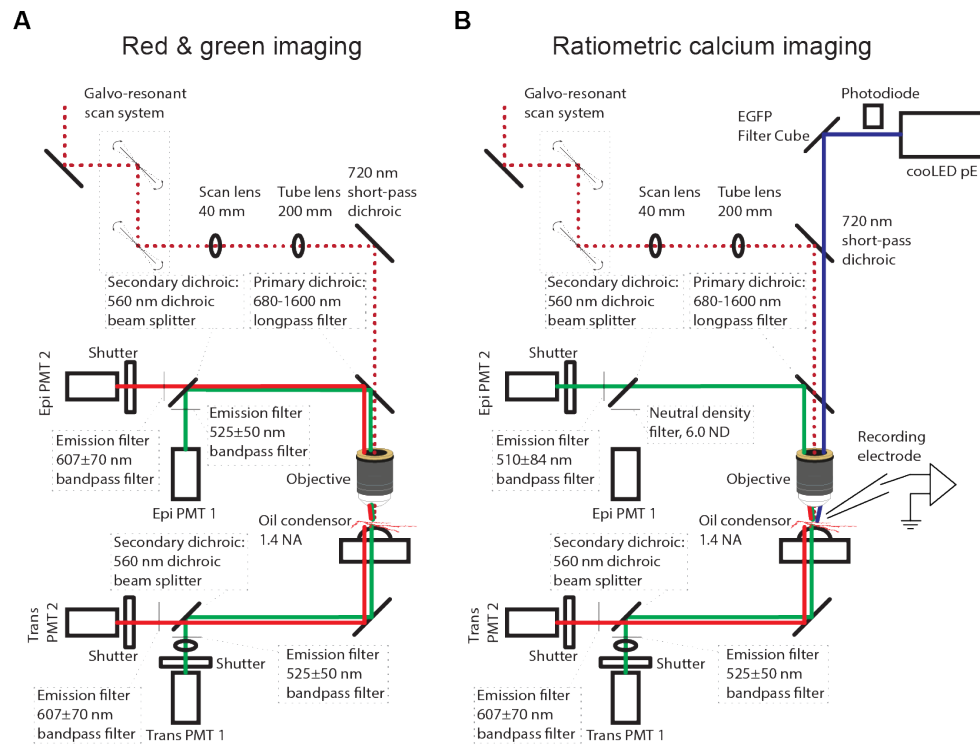 A
Red & green imaging
Galvo-resonant
scan system
Scan lens
40 mm
Tube lens
200 mm
720 nm
short-pass
dichroic
Secondary dichroic:
560 nm dichroic
beam splitter
Primary dichroic:
680-1600 nm
longpass filter
Epi PMT 2
Shutter
Emission filter
607±70 nm
bandpass filter
Emission filter
525±50 nm
bandpass filter
Epi PMT 1
Objective
Oil condensor
1.4 NA
Secondary dichroic:
560 nm dichroic
beam splitter
Trans
PMT 2
Shutter
Shutter
Emission filter
525±50 nm
bandpass filter
Emission filter
607±70 nm
bandpass filter
Trans PMT 1
B
Ratiometric calcium imaging
Galvo-resonant
scan system
EGFP
Filter Cube
Photodiode
cooLED pE
Scan lens
40 mm
Tube lens
200 mm
720 nm
short-pass
dichroic
Secondary dichroic:
560 nm dichroic
beam splitter
Primary dichroic:
680-1600 nm
longpass filter
Epi PMT 2
Shutter
Emission filter
510±84 nm
bandpass filter
Neutral density
filter, 6.0 ND
Epi PMT 1
Objective
Recording
electrode
Oil condensor
1.4 NA
Secondary dichroic:
560 nm dichroic
beam splitter
Trans
PMT 2
Shutter
Shutter
Emission filter
525±50 nm
bandpass filter
Emission filter
607±70 nm
bandpass filter
Trans PMT 1